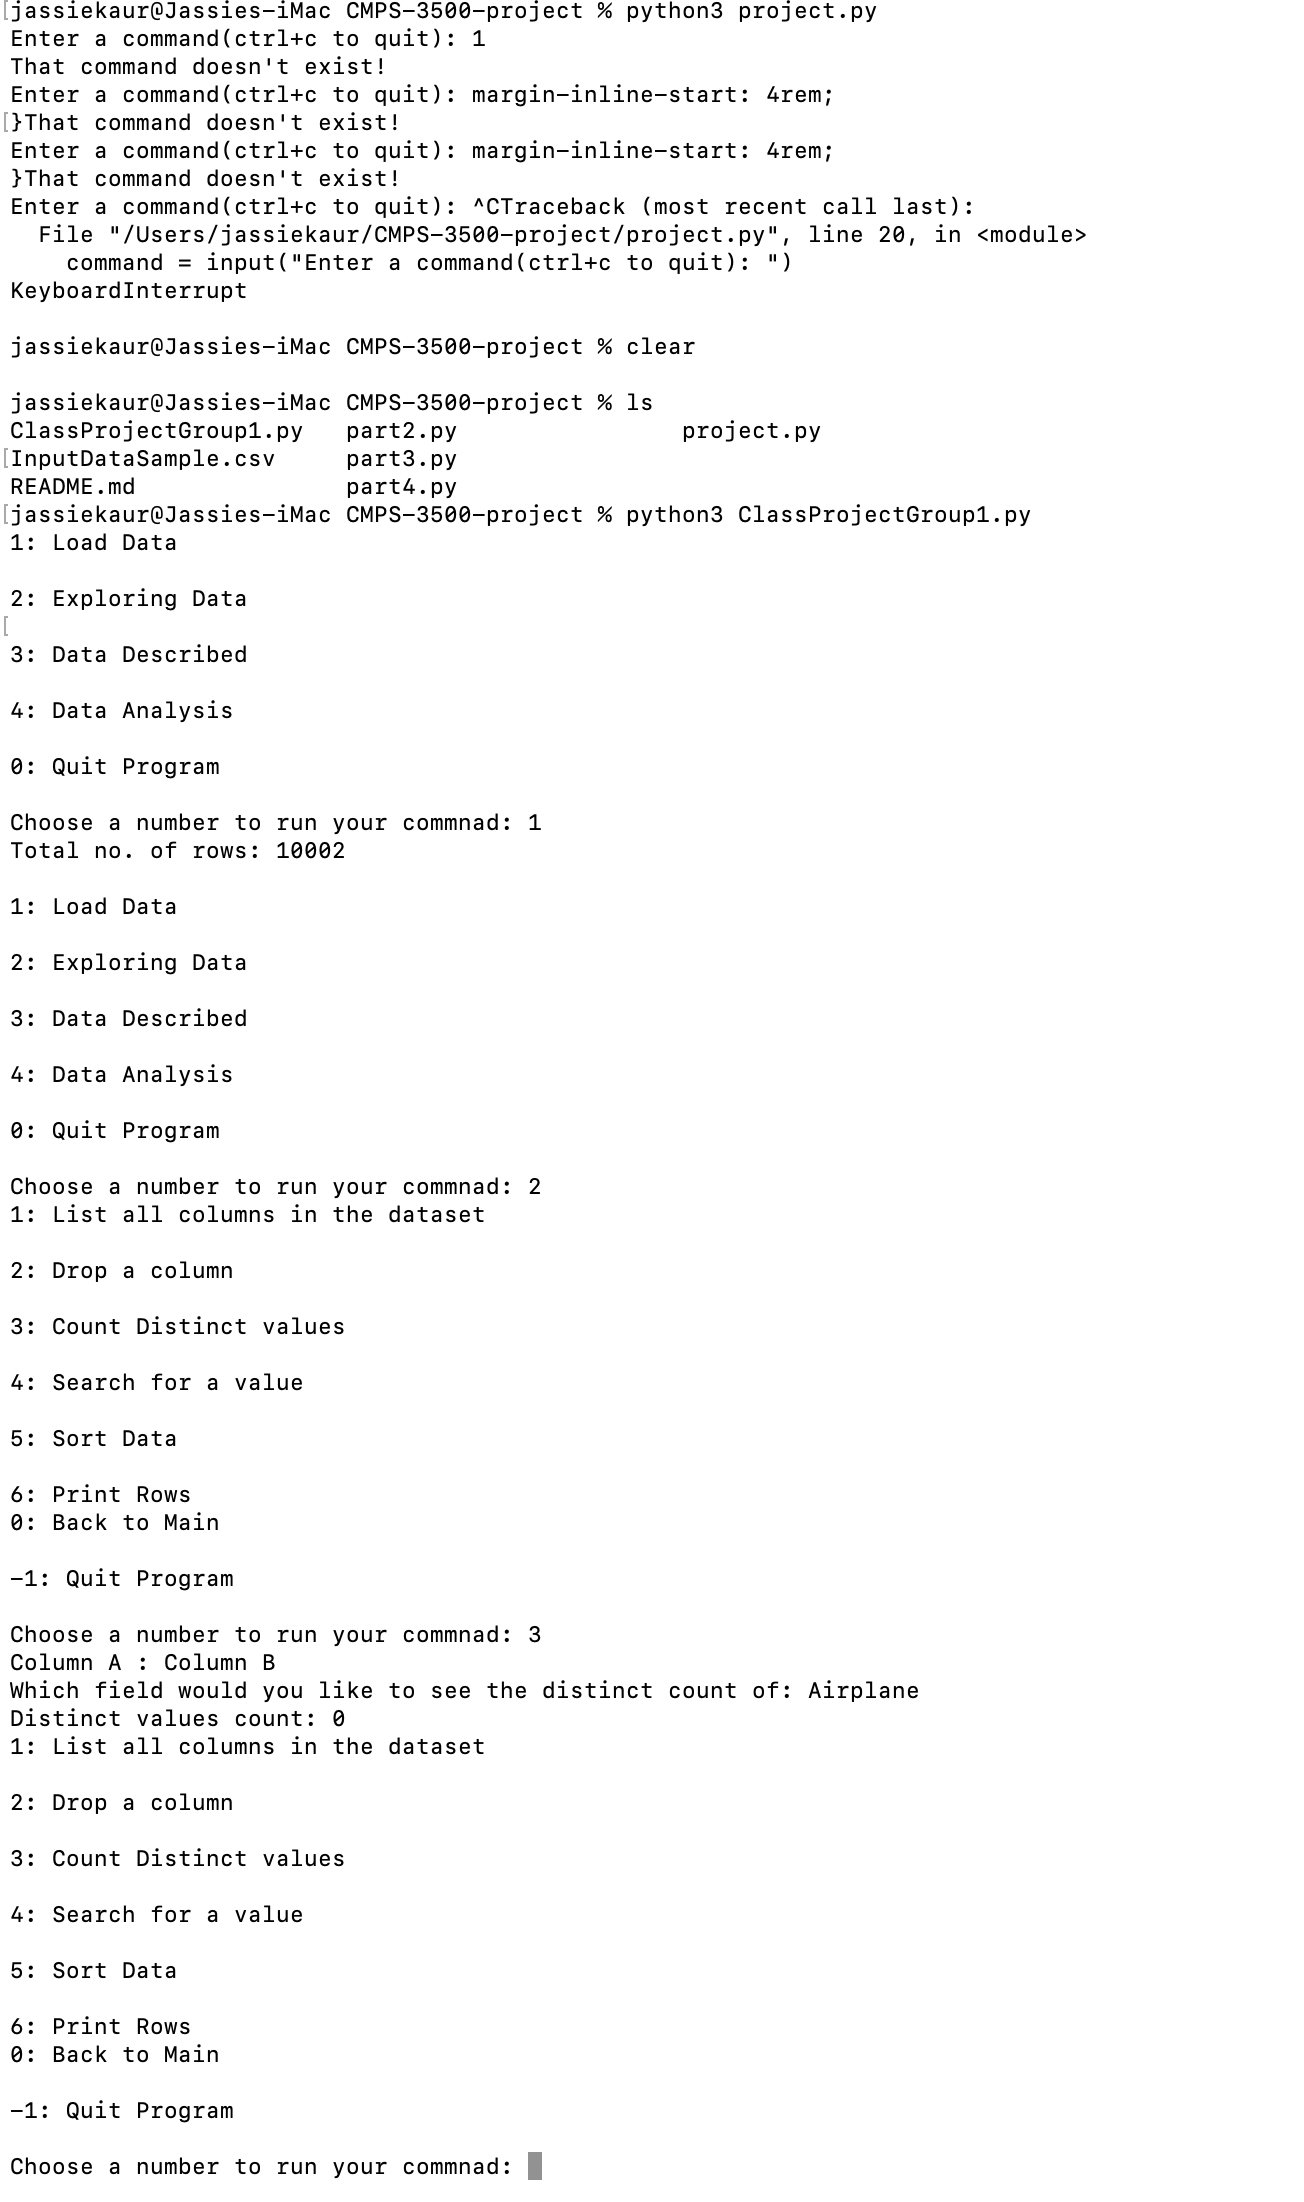 [jassiekaur@Jassies-iMac CMPS-3500-project % python3 project.py
Enter a command(ctrl+c to quit): 1
That command doesn't exist!
Enter a command(ctrl+c to quit): margin-inline-start: 4rem;
[}That command doesn't exist!
Enter a command(ctrl+c to quit): margin-inline-start: 4rem;
}That command doesn't exist!
Enter a command(ctrl+c to quit): ^CTraceback (most recent call last):
  File "/Users/jassiekaur/CMPS-3500-project/project.py", line 20, in <module>
    command = input("Enter a command(ctrl+c to quit): ")
KeyboardInterrupt
jassiekaur@Jassies-iMac CMPS-3500-project % clear
jassiekaur@Jassies-iMac CMPS-3500-project % ls
ClassProjectGroup1.py   part2.py                project.py
[InputDataSample.csv     part3.py
README.md               part4.py
[jassiekaur@Jassies-iMac CMPS-3500-project % python3 ClassProjectGroup1.py
1: Load Data
2: Exploring Data
[
3: Data Described
4: Data Analysis
0: Quit Program
Choose a number to run your commnad: 1
Total no. of rows: 10002
1: Load Data
2: Exploring Data
3: Data Described
4: Data Analysis
0: Quit Program
Choose a number to run your commnad: 2
1: List all columns in the dataset
2: Drop a column
3: Count Distinct values
4: Search for a value
5: Sort Data
6: Print Rows
0: Back to Main
-1: Quit Program
Choose a number to run your commnad: 3
Column A : Column B
Which field would you like to see the distinct count of: Airplane
Distinct values count: 0
1: List all columns in the dataset
2: Drop a column
3: Count Distinct values
4: Search for a value
5: Sort Data
6: Print Rows
0: Back to Main
-1: Quit Program
Choose a number to run your commnad: